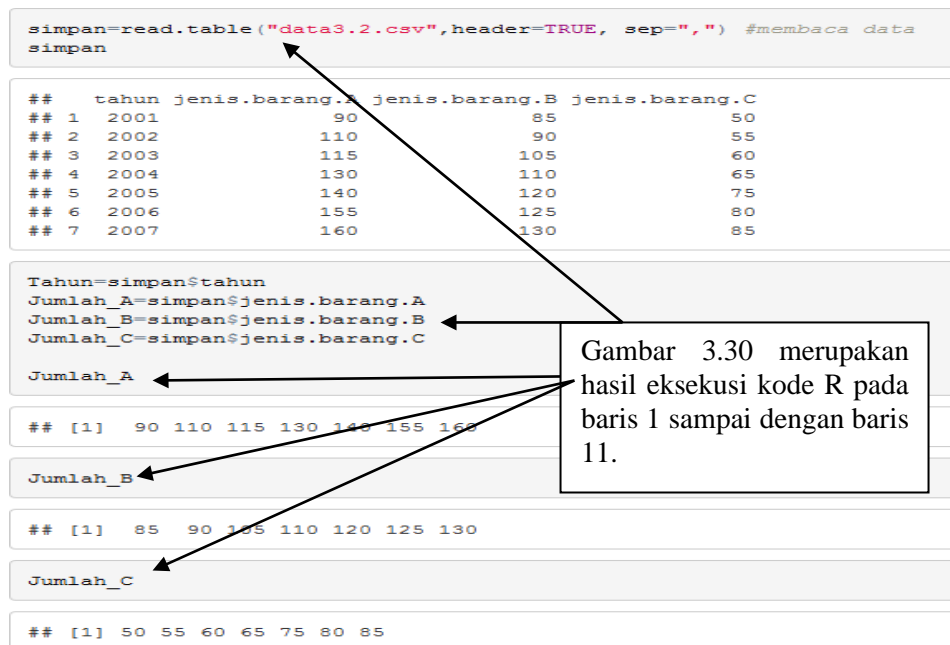 simpan=read.table("data3.2.csv",header=TRUE, sep=",") #membaca data
simpan
## tahun jenis.barang.A jenis.barang.B jenis.barang.C
## 1 2001 90 85 50
## 2 2002 110 90 55
## 3 2003 115 105 60
## 4 2004 130 110 65
## 5 2005 140 120 75
## 6 2006 155 125 80
## 7 2007 160 130 85
Tahun=simpan$tahun
Jumlah_A=simpan$jenis.barang.A
Jumlah_B=simpan$jenis.barang.B
Jumlah_C=simpan$jenis.barang.C
Jumlah_A
## [1] 90 110 115 130 140 155 160
Jumlah_B
## [1] 85 90 105 110 120 125 130
Jumlah_C
## [1] 50 55 60 65 75 80 85
Gambar 3.30 merupakan
hasil eksekusi kode R pada
baris 1 sampai dengan baris
11.